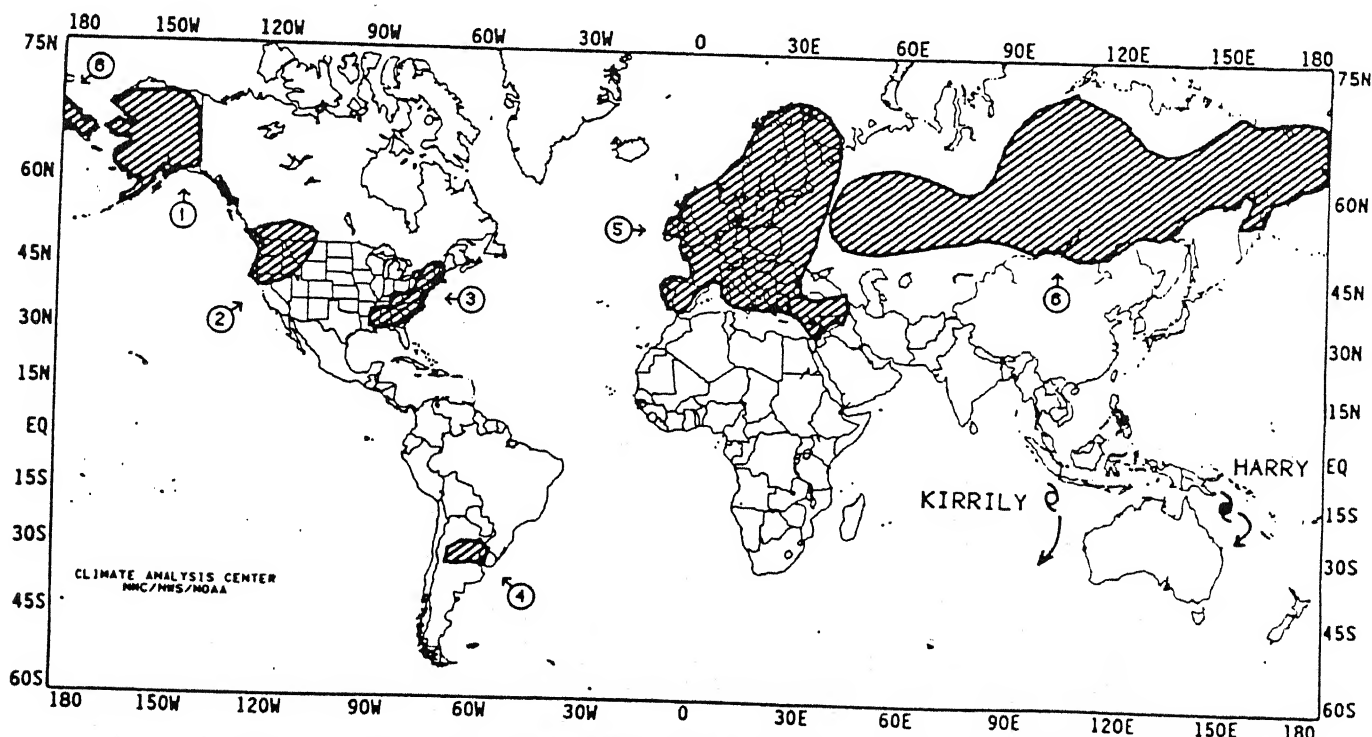 180 150W 120W 90W 60W 30W 0 30E 60E 90E 120E 150E 180
75N 75N
6
60N 60N
1
5
45N 45N
2 3 6
30N 30N
15N 15N
EQ EQ
HARRY
KIRRILY
15S 15S
30S 30S
4
CLIMATE ANALYSIS CENTER
NMC/NWS/NOAA
45S 45S
60S 60S
180 150W 120W 90W 60W 30W 0 30E 60E 90E 120E 150E 180